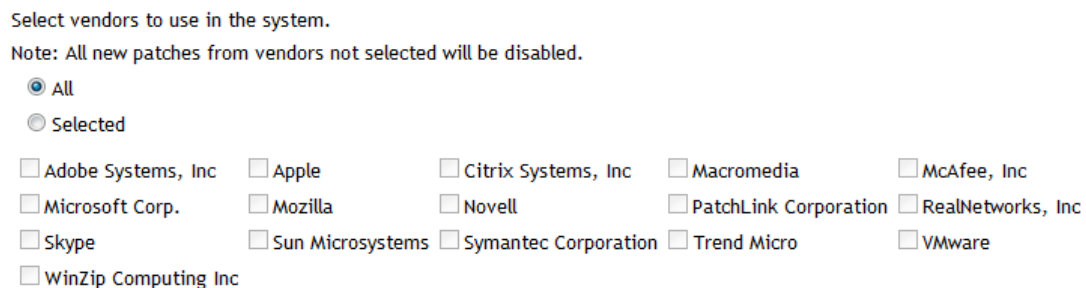 Select vendors to use in the system.
Note: All new patches from vendors not selected will be disabled.
All
Selected
Adobe Systems, Inc Apple Citrix Systems, Inc Macromedia McAfee, Inc
Microsoft Corp. Mozilla Novell PatchLink Corporation RealNetworks, Inc
Skype Sun Microsystems Symantec Corporation Trend Micro VMware
WinZip Computing Inc